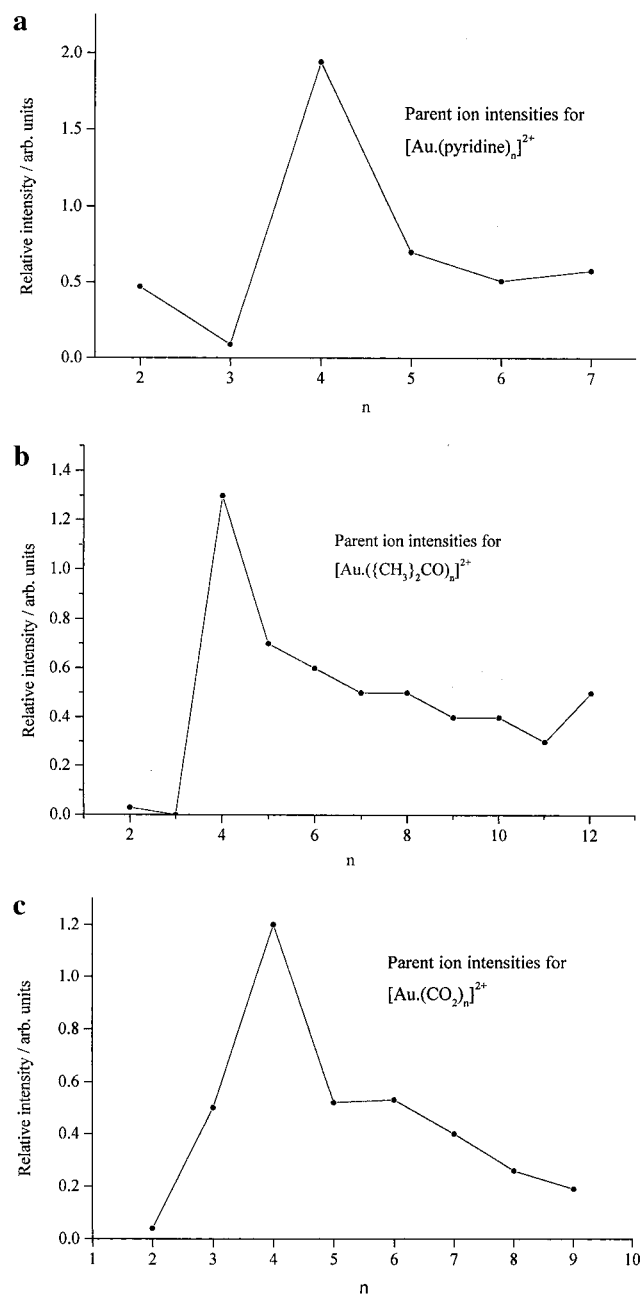 a
2.0
1.5
1.0
0.5
0.0
Relative intensity / arb. units
Parent ion intensities for
[Au.(pyridine)n]2+
2 3 4 5 6 7
n
b
1.4
1.2
1.0
0.8
0.6
0.4
0.2
0.0
Relative intensity / arb. units
Parent ion intensities for
[Au.({CH3}2CO)n]2+
2 4 6 8 10 12
n
c
1.2
1.0
0.8
0.6
0.4
0.2
0.0
Relative intensity / arb. units
Parent ion intensities for
[Au.(CO2)n]2+
1 2 3 4 5 6 7 8 9 10
n